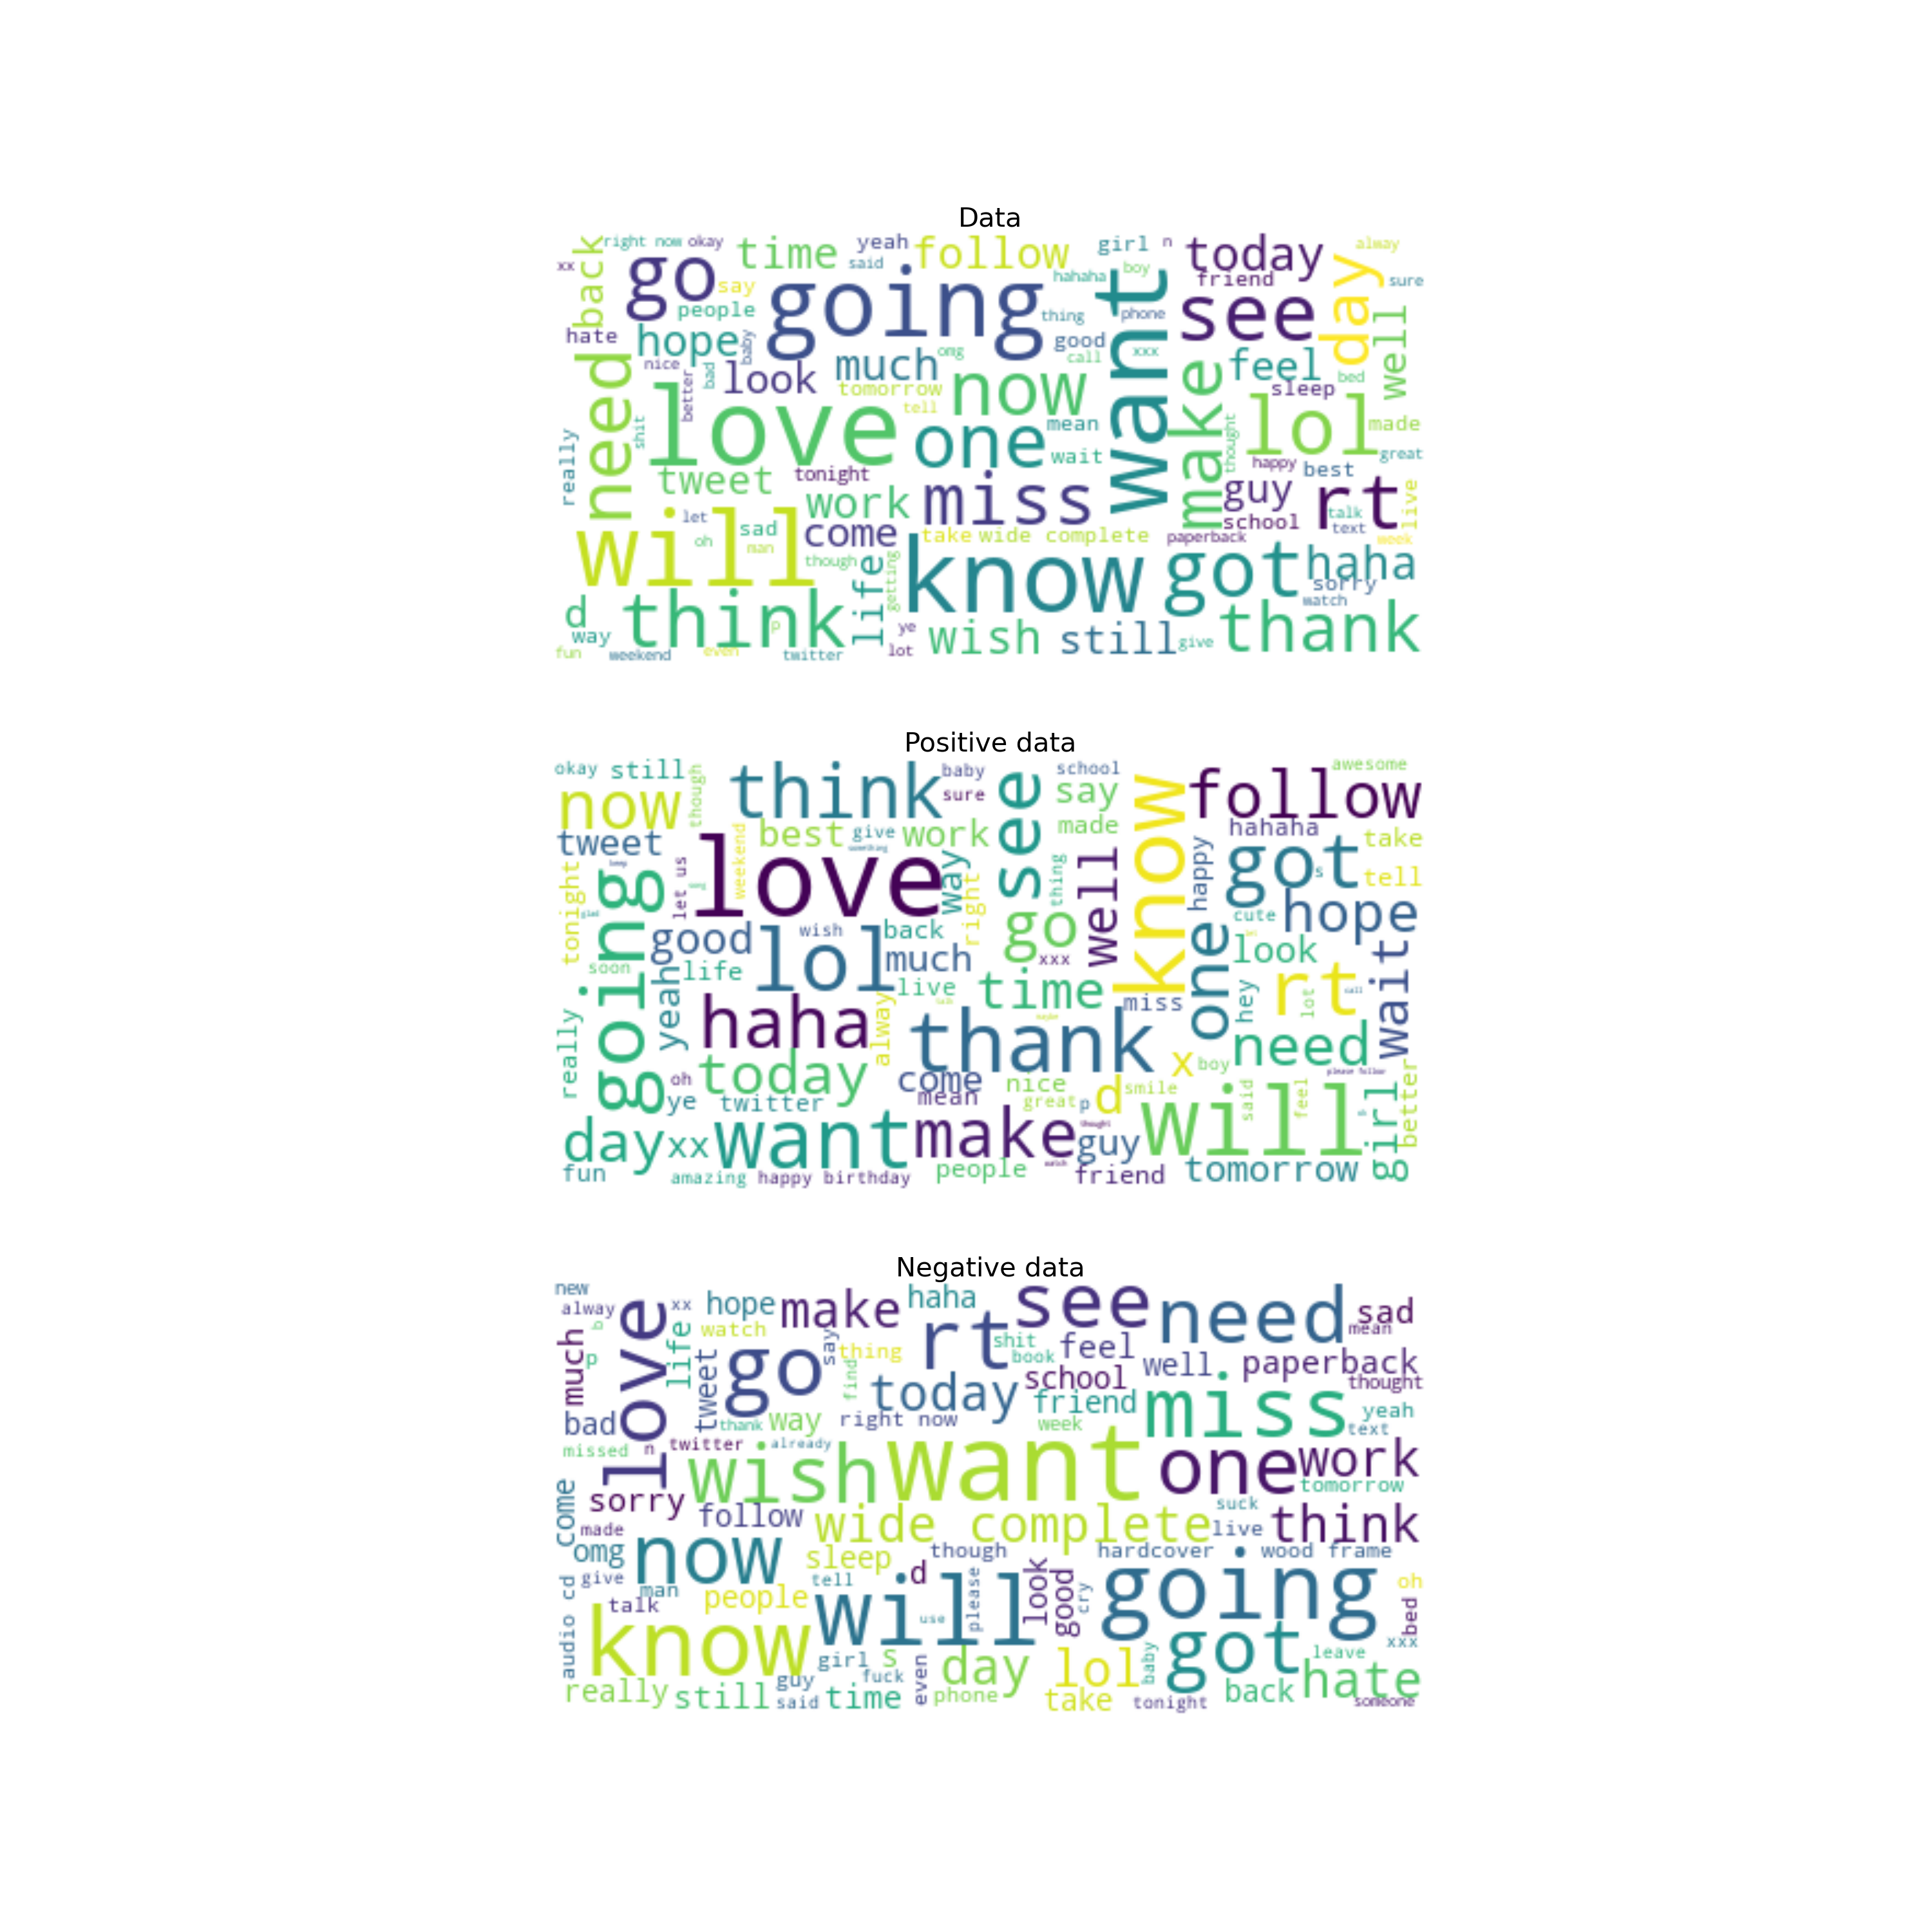 Data
right now
okay
time
yeah
follow
girl
n
today
alway
xx
back
go
said
hahaha
boy
friend
day
sure
say
going
want
people
thing
phone
see
well
hate
hope
baby
good
xxx
feel
need
nice
bad
look
much
omg
call
make
bed
better
tomorrow
now
sleep
love
tell
lol
shit
one
mean
thought
made
really
tweet
tonight
wait
happy
best
great
work
miss
guy
rt
live
let
school
talk
text
will
sad
come
take
wide complete
paperback
week
oh
man
though
life
getting
know
got
haha
sorry
d
think
p
watch
way
ye
wish
still
give
thank
fun
weekend
even
twitter
lot
Positive data
okay
still
though
think
baby
see
school
know
follow
awesome
now
sure
say
tweet
weekend
best
give
work
made
hahaha
take
something
love
way
thing
well
happy
got
s
tell
tonight
going
let us
right
cute
hope
good
lol
wish
back
go
one
look
wait
soon
yeah
life
much
xxx
live
time
miss
hey
rt
lot
call
really
haha
alway
thank
need
today
x
boy
oh
come
nice
please follow
ye
twitter
mean
great
p
d
smile
will
said
feel
girl
better
day
xx
want
make
thought
guy
fun
amazing
happy birthday
people
watch
friend
tomorrow
Negative data
new
alway
love
xx
hope
make
haha
see
need
sad
mean
b
life
watch
say
rt
shit
feel
much
p
tweet
go
thing
book
well
paperback
find
today
school
thought
bad
friend
miss
thank
way
right now
week
yeah
text
missed
n
twitter
already
wish
want
one
work
come
sorry
tomorrow
follow
wide complete
suck
live
think
made
omg
now
sleep
though
hardcover
wood frame
give
man
tell
d
look
going
oh
audio cd
talk
people
will
use
please
good
cry
bed
know
got
xxx
girl
s
even
day
lol
baby
leave
hate
really
still
guy
fuck
said
time
phone
take
tonight
back
someone